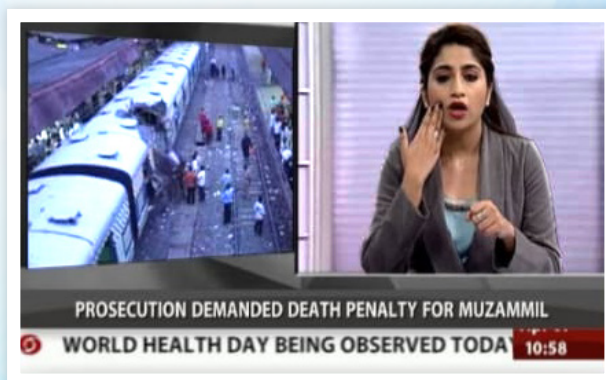 PROSECUTION DEMANDED DEATH PENALTY FOR MUZAMMIL
WORLD HEALTH DAY BEING OBSERVED TODAY
10:58